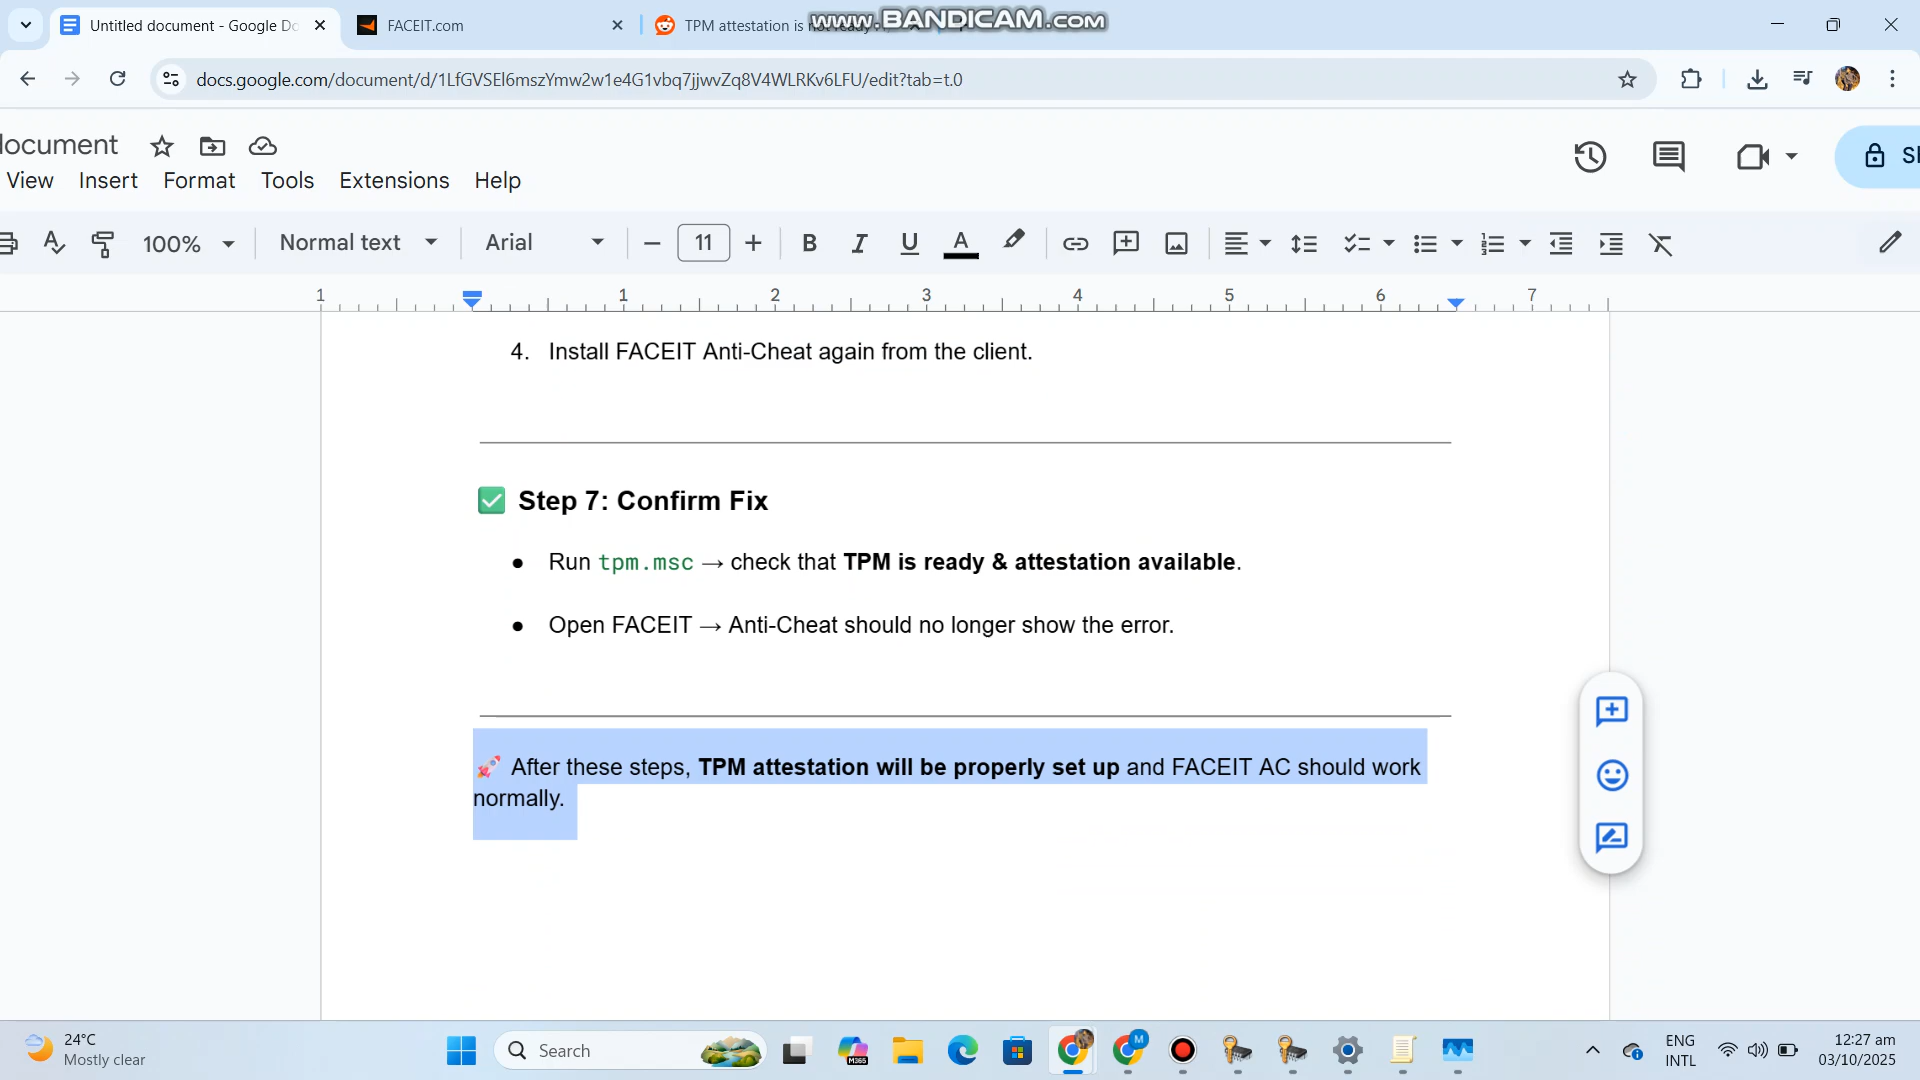 Untitled document - Google Do
FACEIT.com
TPM attestation is not ready
www.BANDICAM.com
docs.google.com/document/d/1LfGVSEl6mszYmw2w1e4G1vbq7jjwvZq8V4WLRKv6LFU/edit?tab=t.0
document
View Insert Format Tools Extensions Help
100% Normal text Arial 11
1 1 2 3 4 5 6 7
4. Install FACEIT Anti-Cheat again from the client.
✅ Step 7: Confirm Fix
● Run tpm.msc → check that TPM is ready & attestation available.
● Open FACEIT → Anti-Cheat should no longer show the error.
🚀 After these steps, TPM attestation will be properly set up and FACEIT AC should work
normally.
24°C
Mostly clear
Search
ENG
INTL
12:27 am
03/10/2025